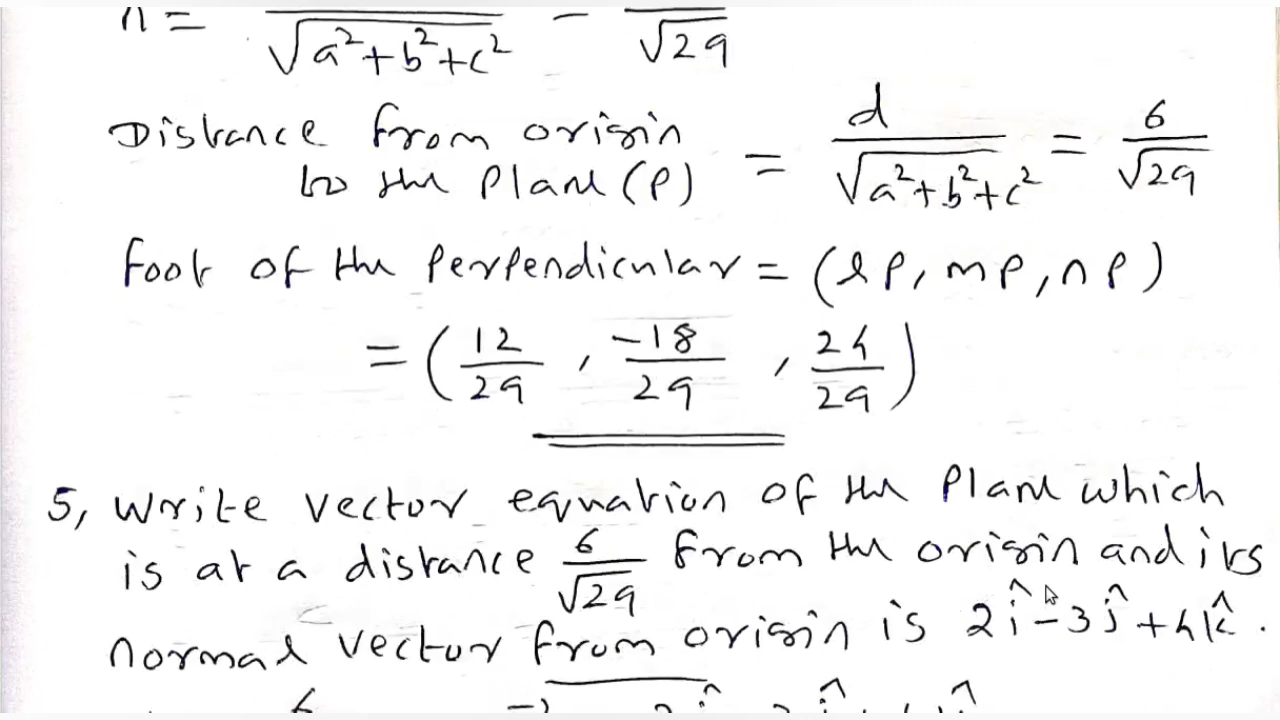 n = √(a²+b²+c²) – √29
Distance from origin to the Plane (P) = d/√(a²+b²+c²) = 6/√29
Foot of the Perpendicular = (lP, mP, nP)
= (12/29, -18/29, 24/29)
5, Write vector equation of the Plane which
is at a distance 6/√29 from the origin and its
normal vector from origin is 2î-3ĵ+4k̂.